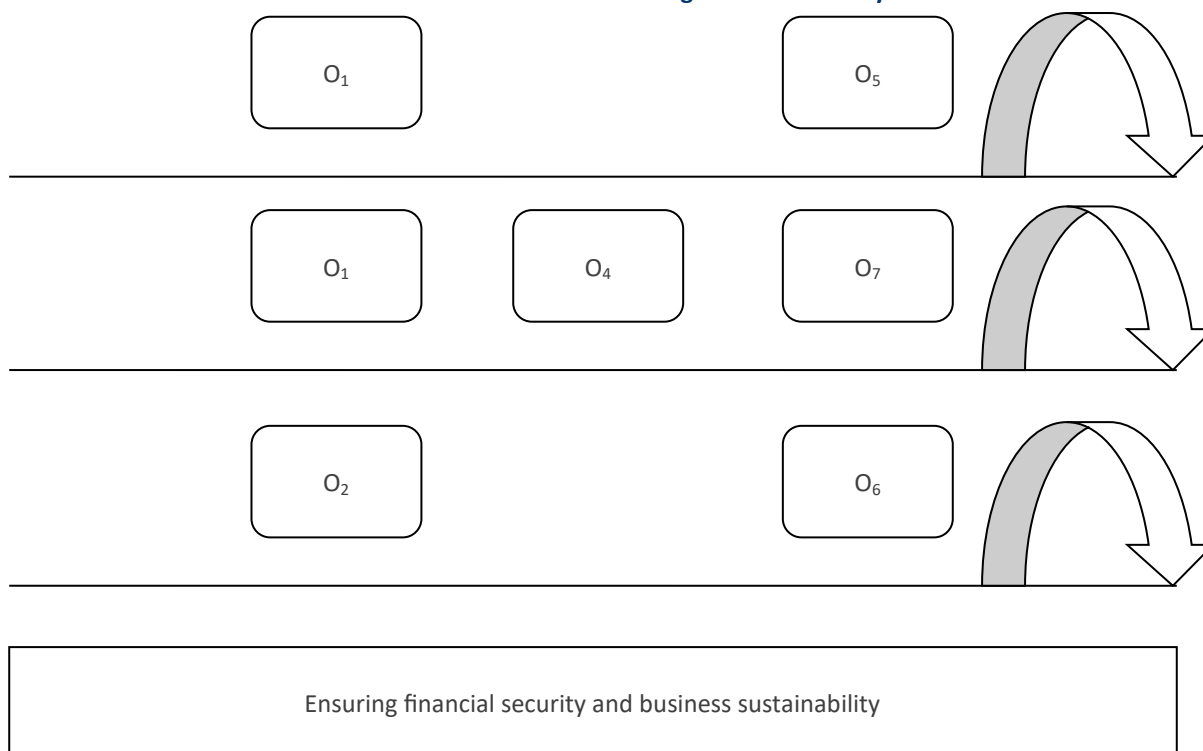 O₁ O₅
O₁ O₄ O₇
O₂ O₆
Ensuring financial security and business sustainability